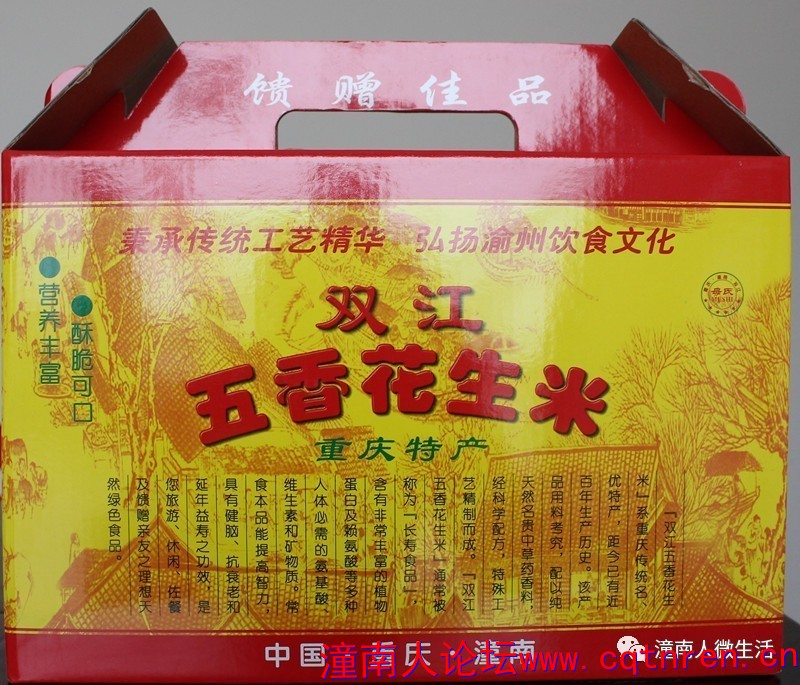 馈赠佳品
秉承传统工艺精华 弘扬渝州饮食文化
营养丰富
酥脆可口
双江
五香花生米
重庆特产
「双江五香花生
米」系重庆传统名、
优特产,距今已有近
百年生产历史。该产
品用料考究,配以纯
天然名贵中草药香料,
经科学配方,特殊工
艺精制而成。「双江
五香花生米」通常被
称为「长寿食品」,
含有非常丰富的植物
蛋白及粉氨酸等多种
人体必需的氨基酸、
维生素和矿物质。常
食本品能提高智力,
具有健脑、抗衰老和
延年益寿之功效,是
您旅游、休闲、佐餐
及馈赠亲友之理想天
然绿色食品。
中国 · 重庆 · 潼南
潼南人论坛www.cqtnren.cn
潼南人微生活